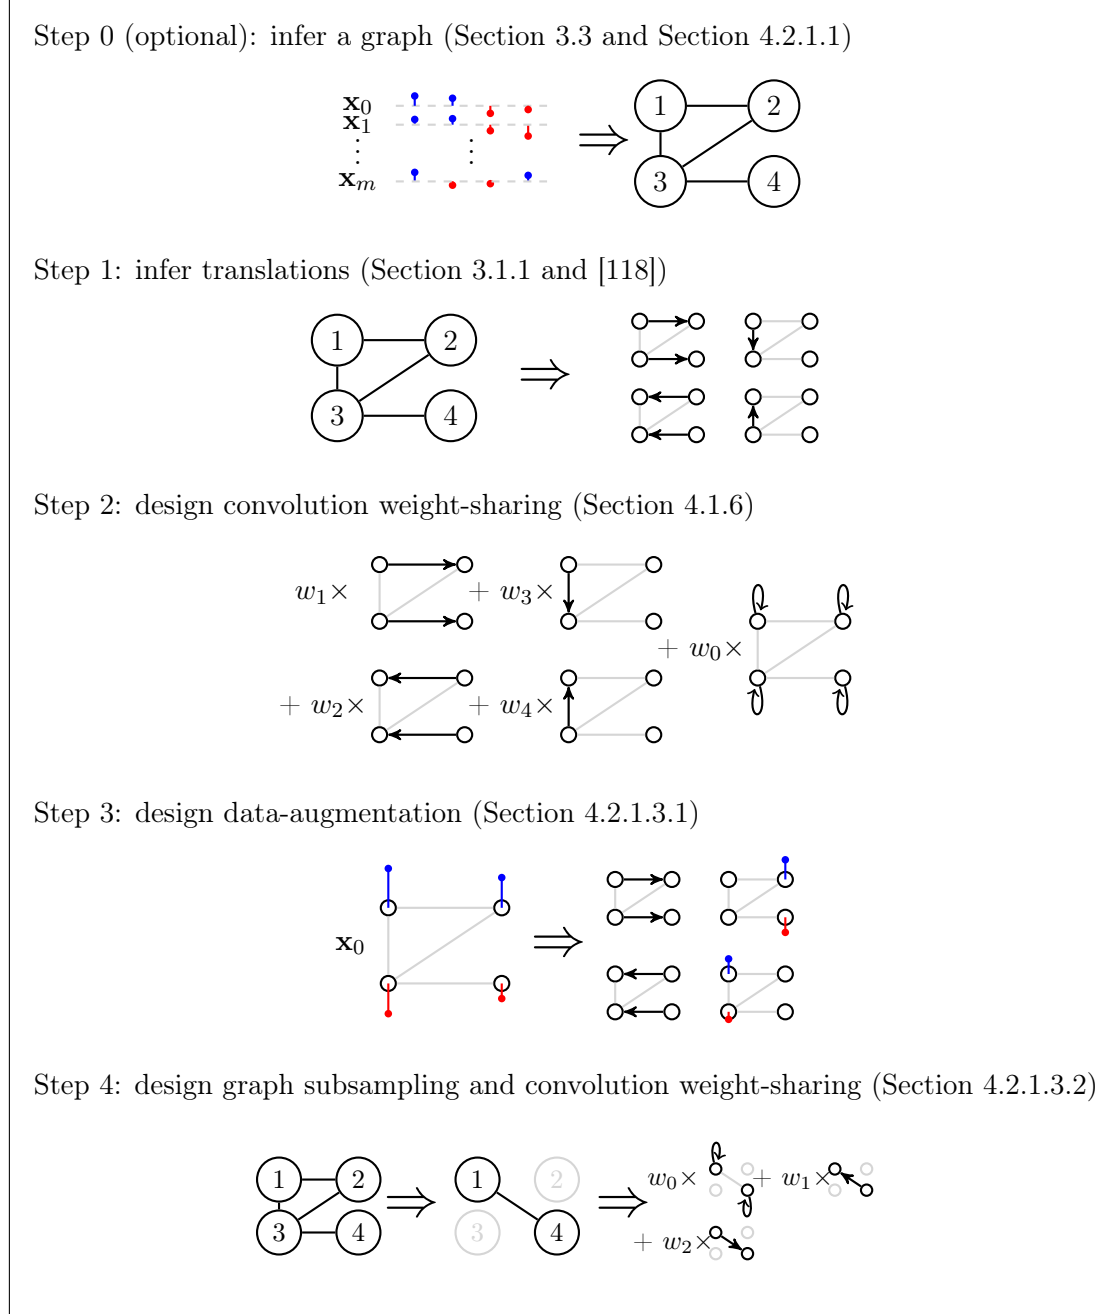 Step 0 (optional): infer a graph (Section 3.3 and Section 4.2.1.1)
x0
x1
⋮ ⋮
xm
⇒
1 2
3 4
Step 1: infer translations (Section 3.1.1 and [118])
1 2
3 4
⇒
Step 2: design convolution weight-sharing (Section 4.1.6)
w1× + w3×
+ w0×
+ w2× + w4×
Step 3: design data-augmentation (Section 4.2.1.3.1)
x0 ⇒
Step 4: design graph subsampling and convolution weight-sharing (Section 4.2.1.3.2)
1 2 1 2 w0× + w1×
⇒ ⇒
3 4 3 4 + w2×